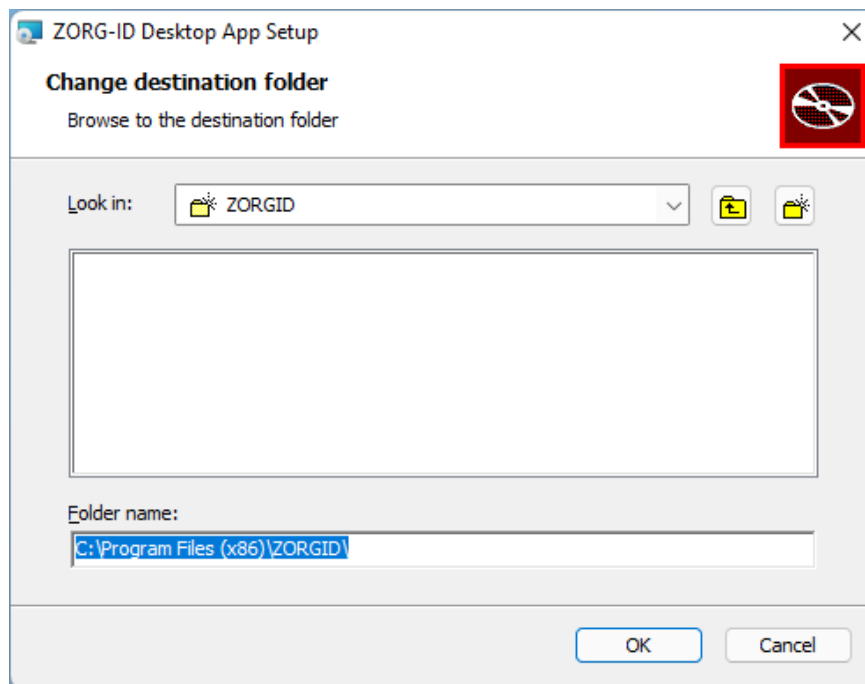 ZORG-ID Desktop App Setup
Change destination folder
Browse to the destination folder
Look in:
ZORGID
Folder name:
C:\Program Files (x86)\ZORGID\
OK
Cancel